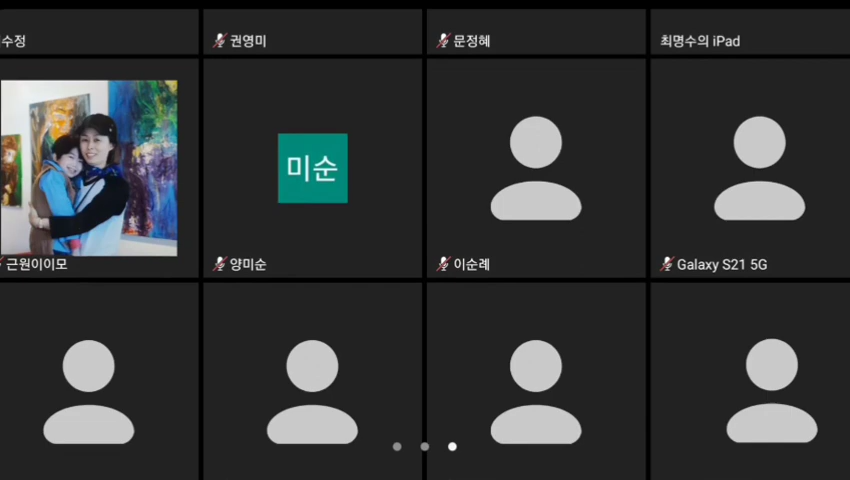 수정
권영미
문정혜
최명수의 iPad
미순
근원이이모
양미순
이순례
Galaxy S21 5G